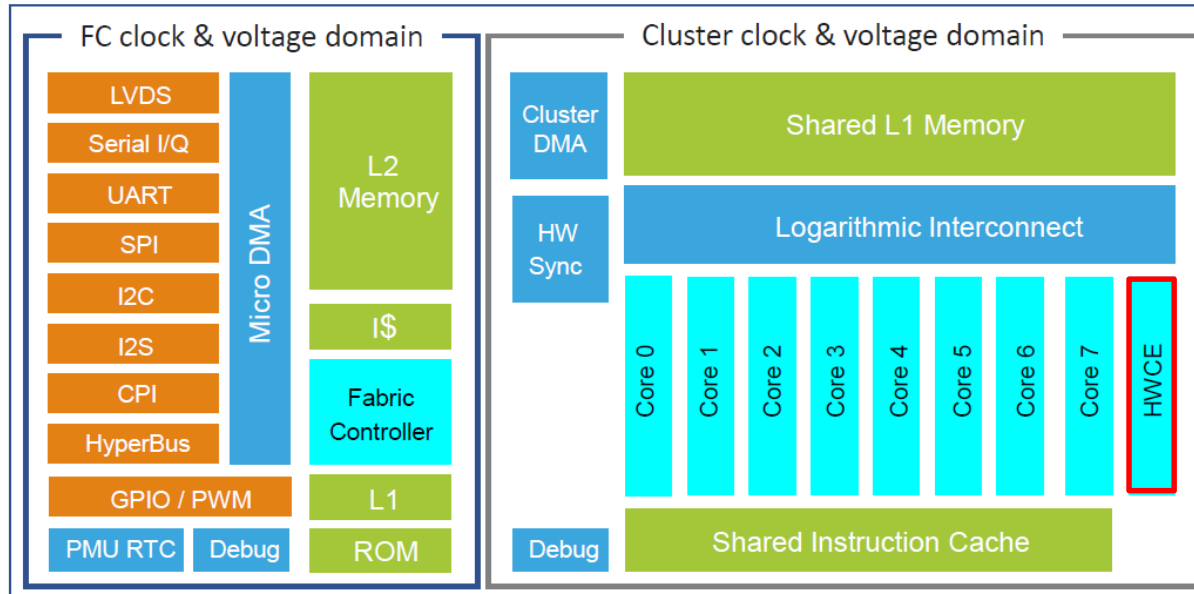 FC clock & voltage domain
LVDS
Serial I/Q
UART
SPI
I2C
I2S
CPI
HyperBus
GPIO / PWM
PMU RTC
Debug
Micro DMA
L2
Memory
I$
Fabric
Controller
L1
ROM
Cluster clock & voltage domain
Cluster
DMA
HW
Sync
Debug
Shared L1 Memory
Logarithmic Interconnect
Core 0
Core 1
Core 2
Core 3
Core 4
Core 5
Core 6
Core 7
HWCE
Shared Instruction Cache